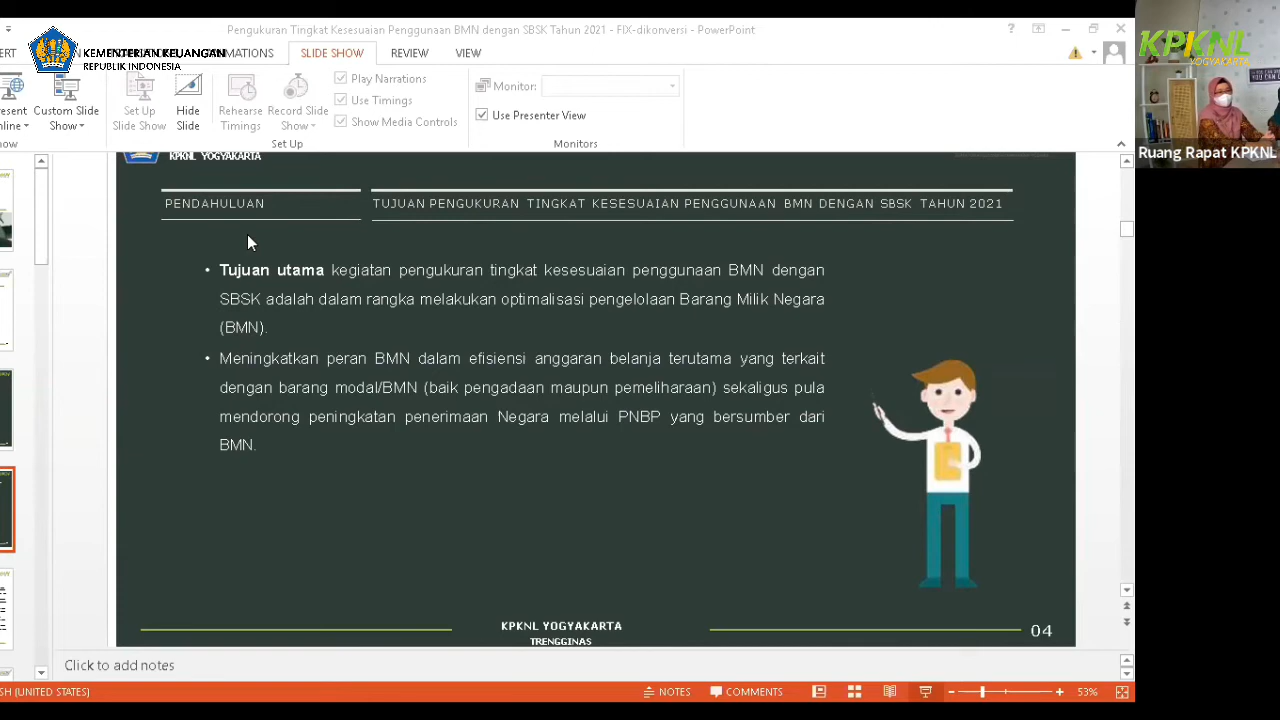 Pengukuran Tingkat Kesesuaian Penggunaan BMN dengan SBSK Tahun 2021 - FIX-dikonversi - PowerPoint
KEMENTERIAN KEUANGAN
REPUBLIK INDONESIA
SLIDE SHOW
REVIEW
VIEW
Custom Slide
Show
Set Up
Slide Show
Hide
Slide
Rehearse
Timings
Record Slide
Show
Play Narrations
Use Timings
Show Media Controls
Set Up
Monitor:
Use Presenter View
Monitors
KPKNL
YOGYAKARTA
Ruang Rapat KPKNL
KPKNL YOGYAKARTA
PENDAHULUAN
TUJUAN PENGUKURAN TINGKAT KESESUAIAN PENGGUNAAN BMN DENGAN SBSK TAHUN 2021
• Tujuan utama kegiatan pengukuran tingkat kesesuaian penggunaan BMN dengan
SBSK adalah dalam rangka melakukan optimalisasi pengelolaan Barang Milik Negara
(BMN).
• Meningkatkan peran BMN dalam efisiensi anggaran belanja terutama yang terkait
dengan barang modal/BMN (baik pengadaan maupun pemeliharaan) sekaligus pula
mendorong peningkatan penerimaan Negara melalui PNBP yang bersumber dari
BMN.
KPKNL YOGYAKARTA
TRENGGINAS
04
Click to add notes
(UNITED STATES)
NOTES
COMMENTS
53%